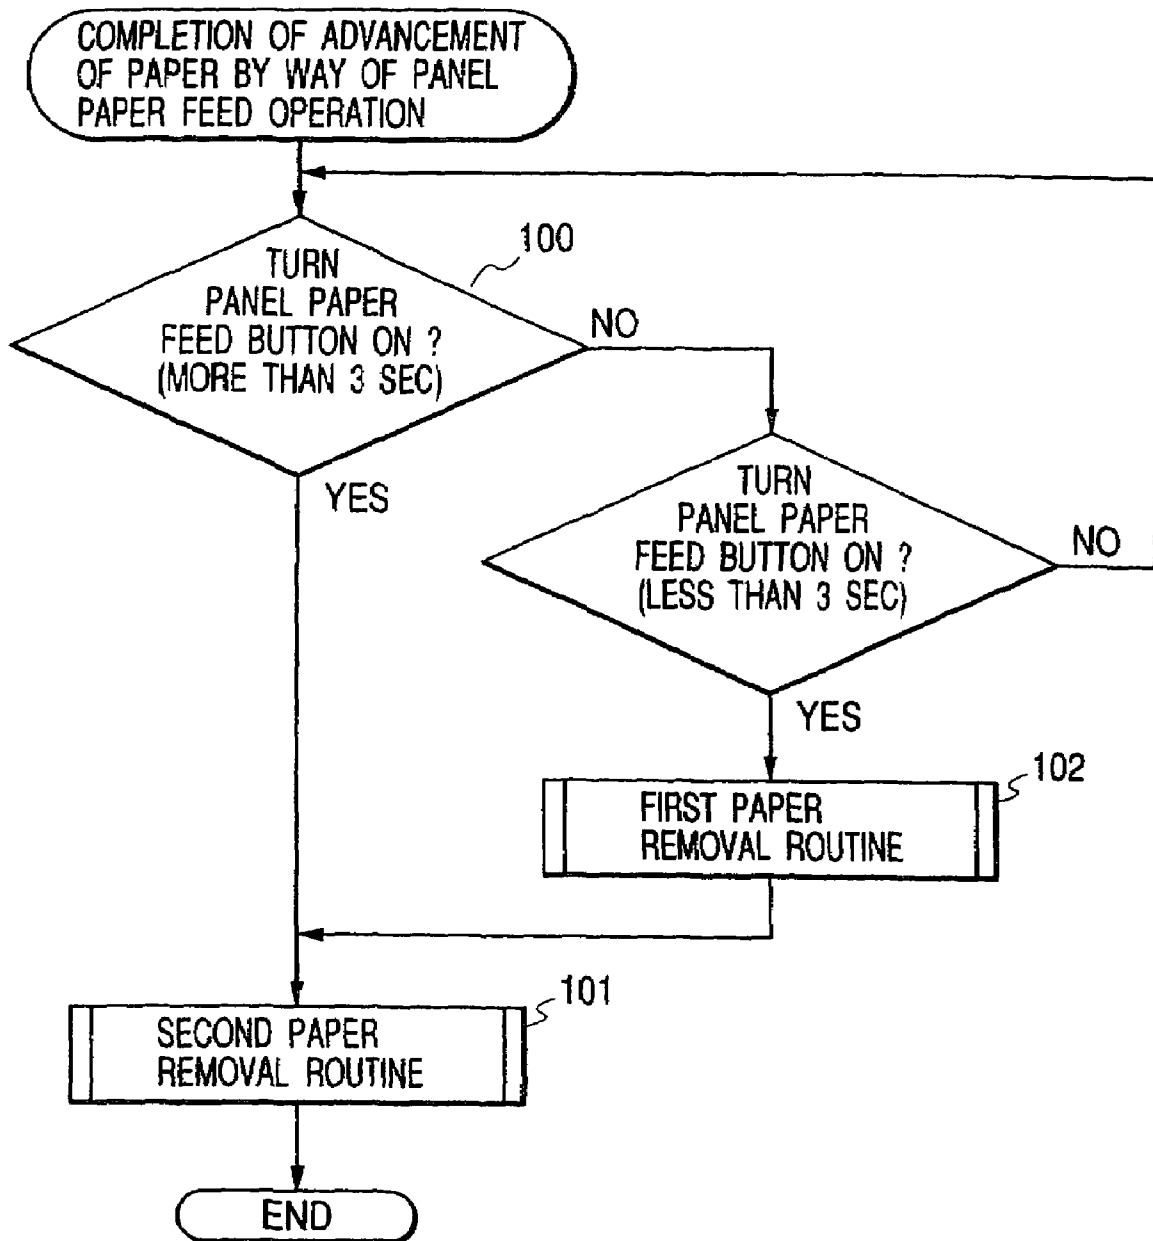 COMPLETION OF ADVANCEMENT
OF PAPER BY WAY OF PANEL
PAPER FEED OPERATION
100
TURN
PANEL PAPER
FEED BUTTON ON ?
(MORE THAN 3 SEC)
NO
YES
TURN
PANEL PAPER
FEED BUTTON ON ?
(LESS THAN 3 SEC)
NO
YES
102
FIRST PAPER
REMOVAL ROUTINE
101
SECOND PAPER
REMOVAL ROUTINE
END